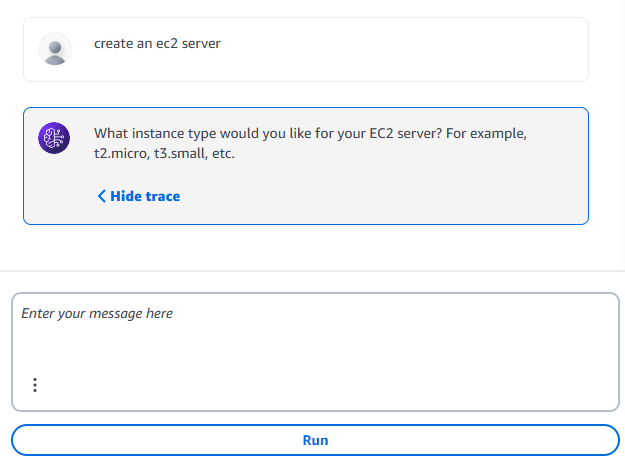 create an ec2 server
What instance type would you like for your EC2 server? For example,
t2.micro, t3.small, etc.
Hide trace
Enter your message here
Run